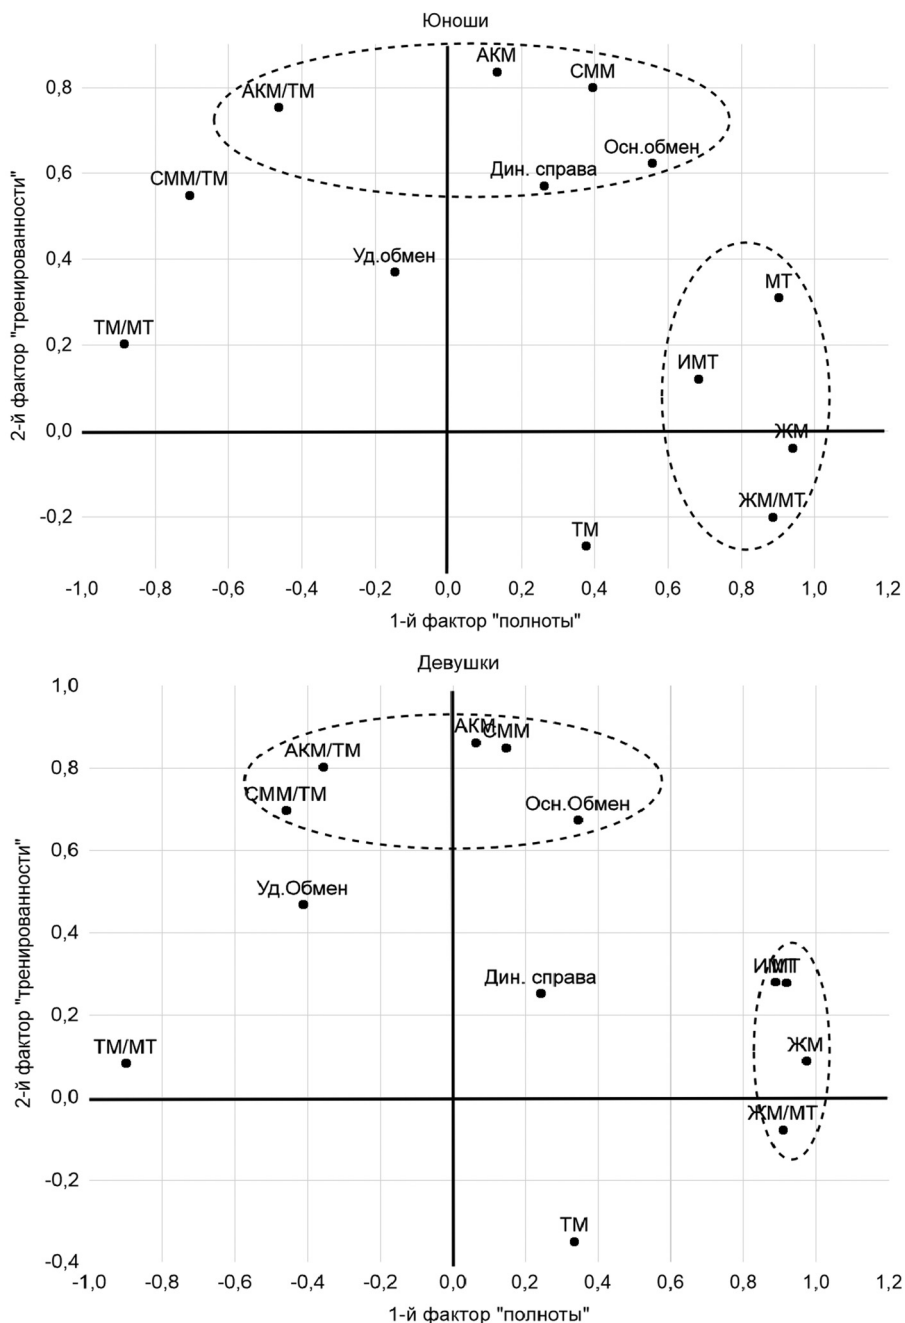 Юноши
2-й фактор "тренированности"
0,8
0,6
0,4
0,2
0,0
-0,2
АКМ
СММ
АКМ/ТМ
Осн.обмен
Дин. справа
СММ/ТМ
Уд.обмен
МТ
ТМ/МТ
ИМТ
ЖМ
ЖМ/МТ
ТМ
-1,0 -0,8 -0,6 -0,4 -0,2 0,0 0,2 0,4 0,6 0,8 1,0 1,2
1-й фактор "полноты"
Девушки
2-й фактор "тренированности"
1,0
0,8
0,6
0,4
0,2
0,0
-0,2
-0,4
АКМ
СММ
АКМ/ТМ
СММ/ТМ
Осн.Обмен
Уд.Обмен
Дин. справа
ИМТ
МТ
ТМ/МТ
ЖМ
ЖМ/МТ
ТМ
-1,0 -0,8 -0,6 -0,4 -0,2 0,0 0,2 0,4 0,6 0,8 1,0 1,2
1-й фактор "полноты"